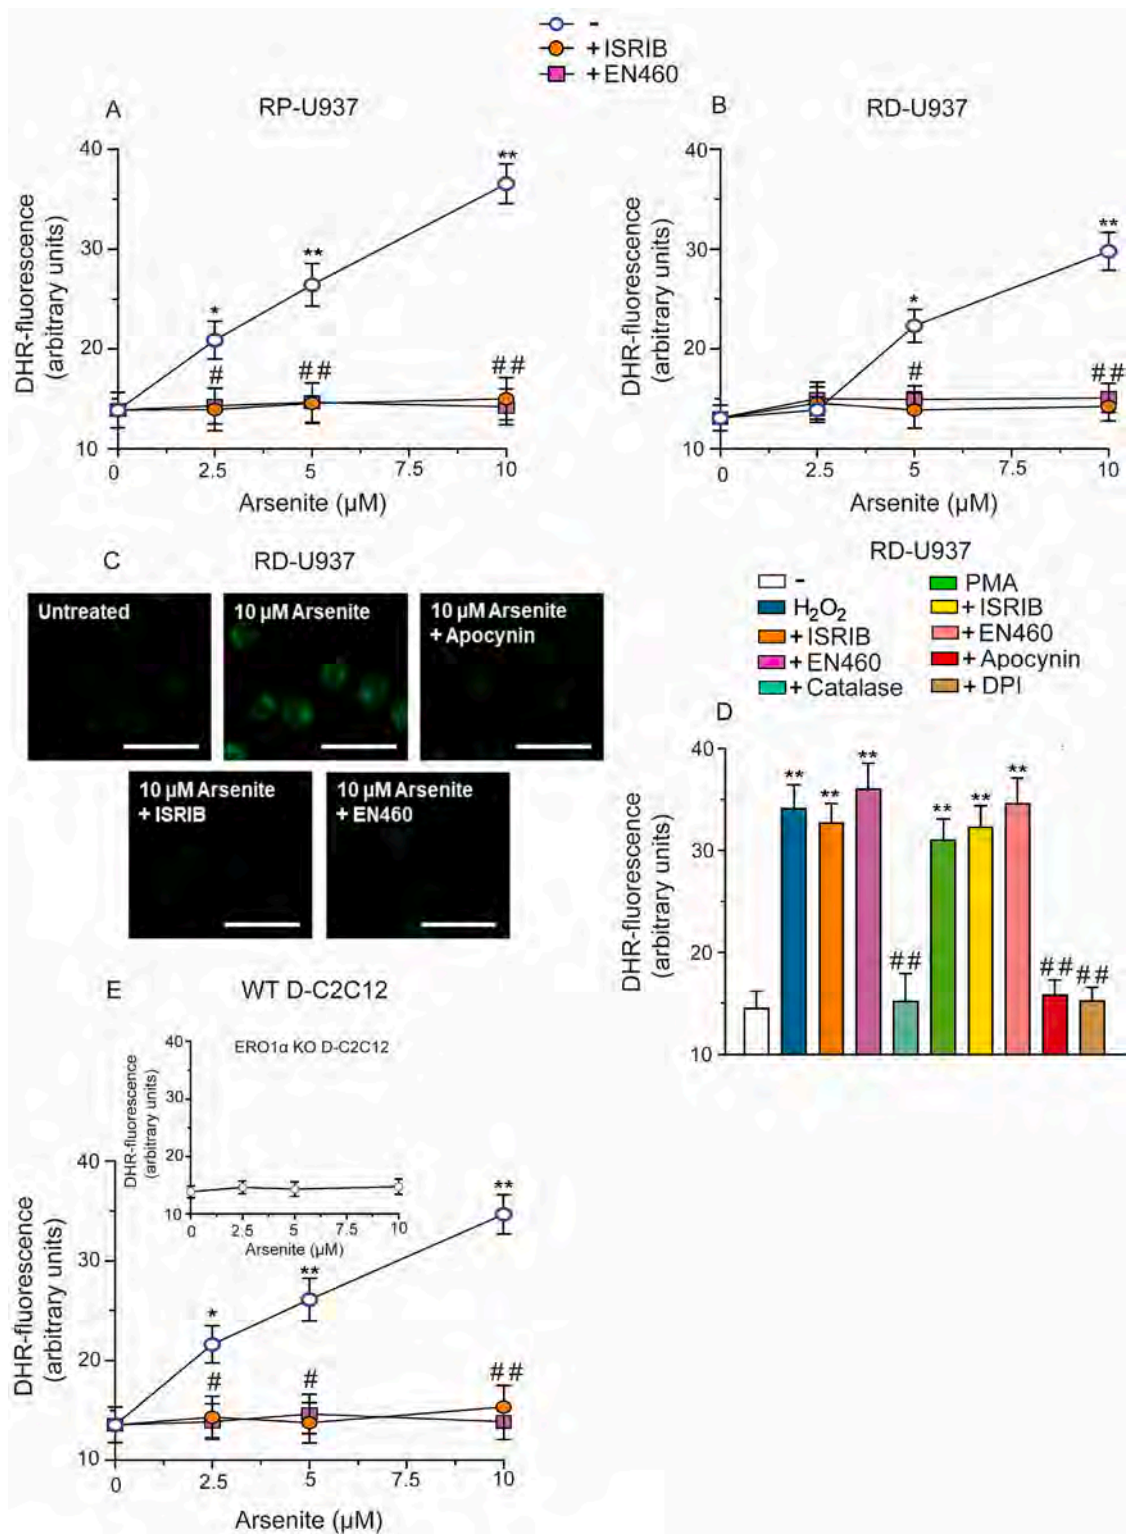 -
+ISRIB
+EN460
A
RP-U937
DHR-fluorescence
(arbitrary units)
40
30
20
10
*
**
**
#
##
##
0
2.5
5
7.5
10
Arsenite (µM)
B
RD-U937
DHR-fluorescence
(arbitrary units)
40
30
20
10
*
**
#
##
0
2.5
5
7.5
10
Arsenite (µM)
C
RD-U937
Untreated
10 µM Arsenite
10 µM Arsenite
+ Apocynin
10 µM Arsenite
+ ISRIB
10 µM Arsenite
+ EN460
RD-U937
-
H₂O₂
+ISRIB
+EN460
+Catalase
PMA
+ISRIB
+EN460
+Apocynin
+DPI
D
DHR-fluorescence
(arbitrary units)
40
30
20
10
**
**
**
##
**
**
**
##
##
E
WT D-C2C12
ERO1α KO D-C2C12
DHR-fluorescence
(arbitrary units)
40
30
20
10
0
2.5
5
7.5
10
Arsenite (µM)
DHR-fluorescence
(arbitrary units)
40
30
20
10
*
**
**
#
#
##
0
2.5
5
7.5
10
Arsenite (µM)